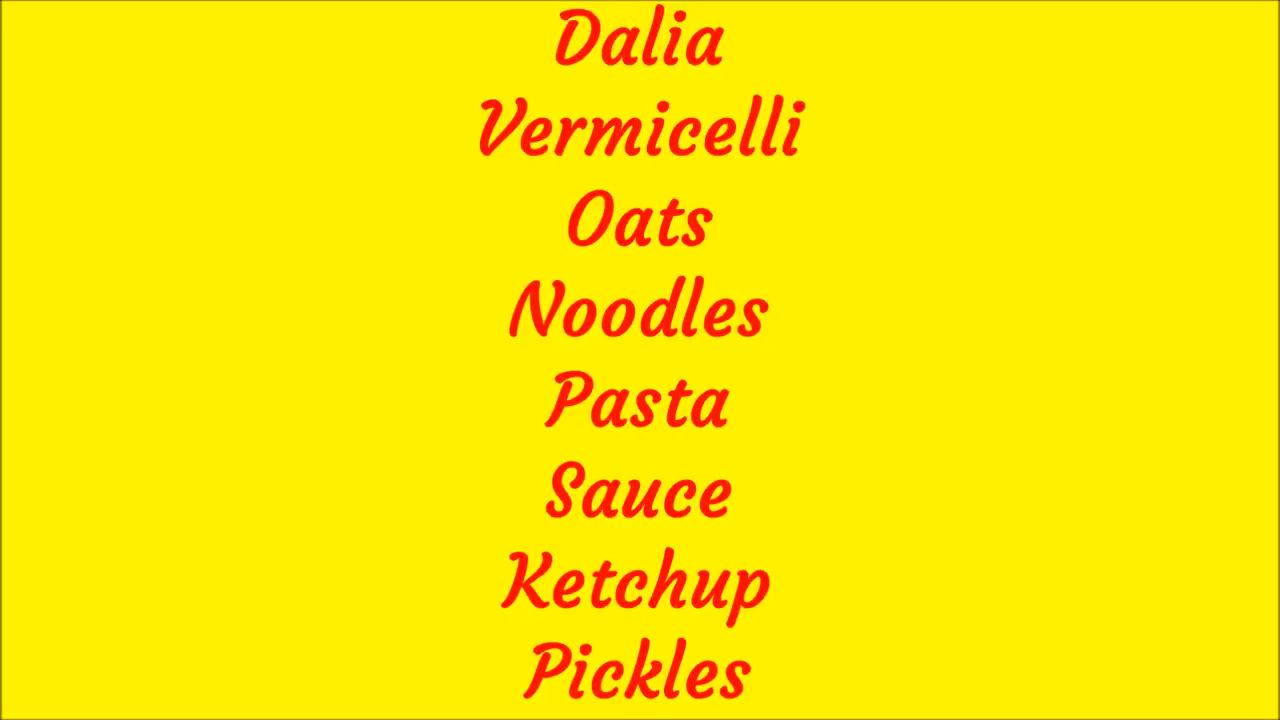 Dalia
Vermicelli
Oats
Noodles
Pasta
Sauce
Ketchup
Pickles